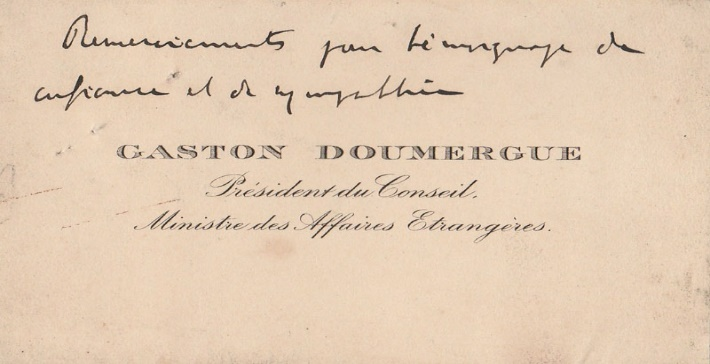 Remerciements pour témoignage de
confiance et de sympathie
GASTON DOUMERGUE
Président du Conseil.
Ministre des Affaires Etrangères.